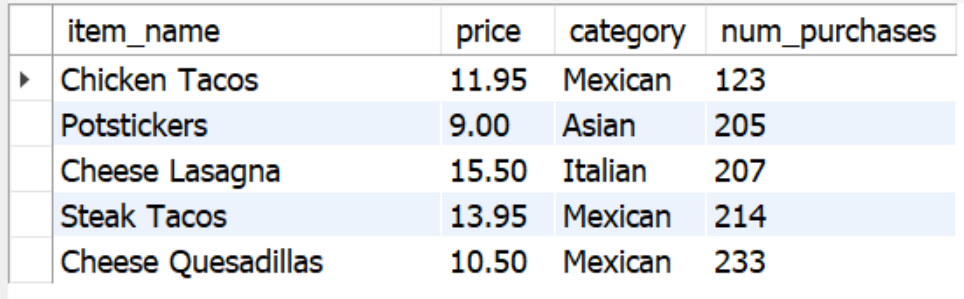 item_name price category num_purchases
Chicken Tacos 11.95 Mexican 123
Potstickers 9.00 Asian 205
Cheese Lasagna 15.50 Italian 207
Steak Tacos 13.95 Mexican 214
Cheese Quesadillas 10.50 Mexican 233